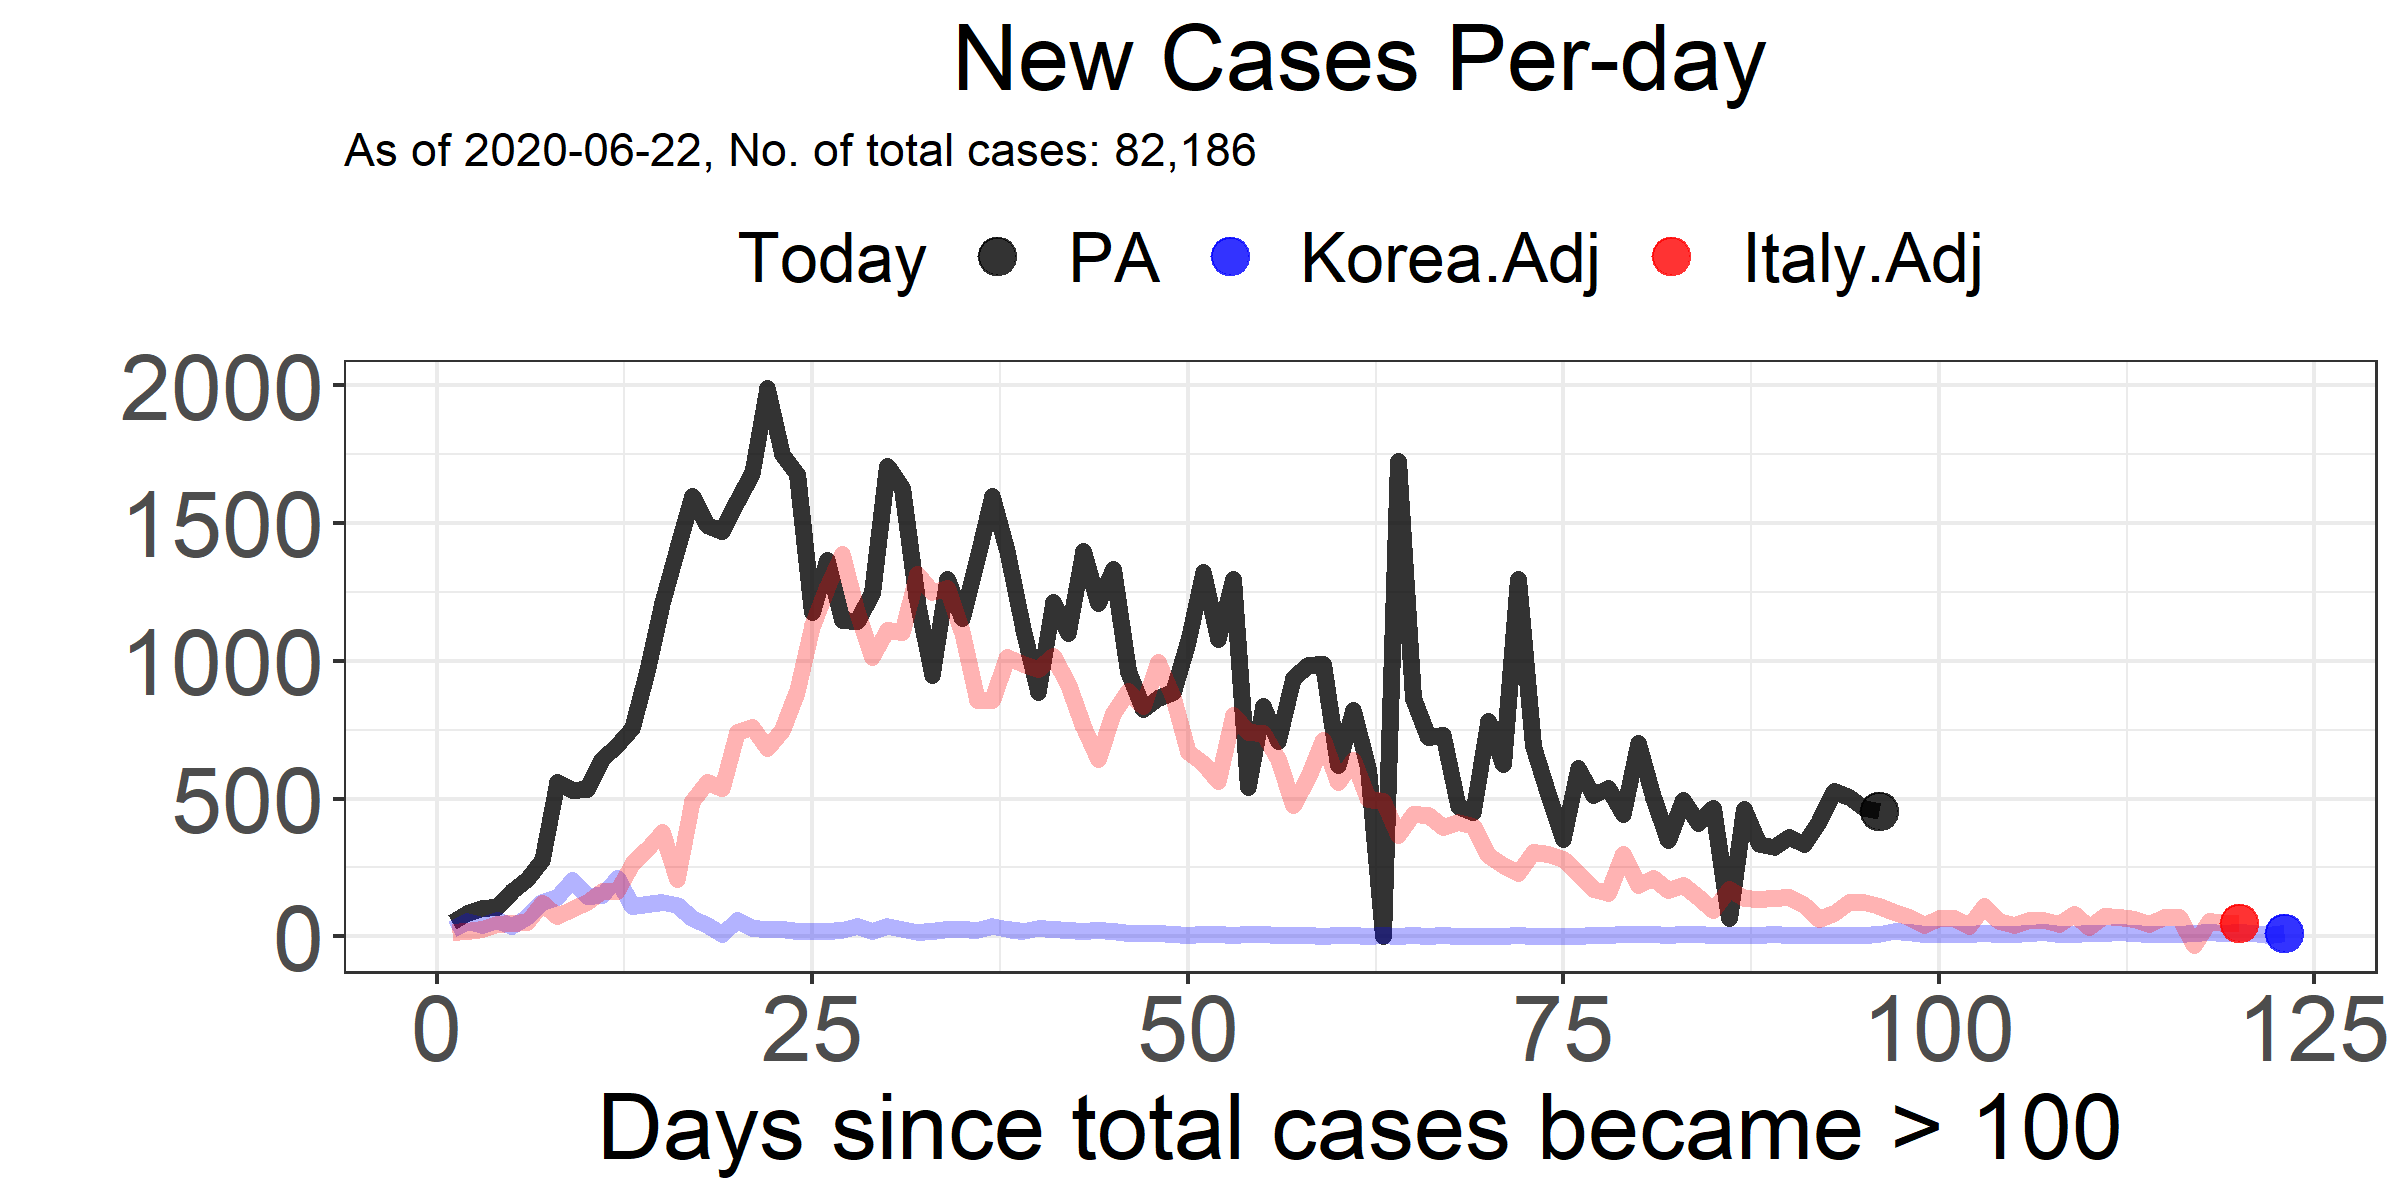 New Cases Per-day
As of 2020-06-22, No. of total cases: 82,186
Today PA Korea.Adj Italy.Adj
2000
1500
1000
500
0
0 25 50 75 100 125
Days since total cases became > 100